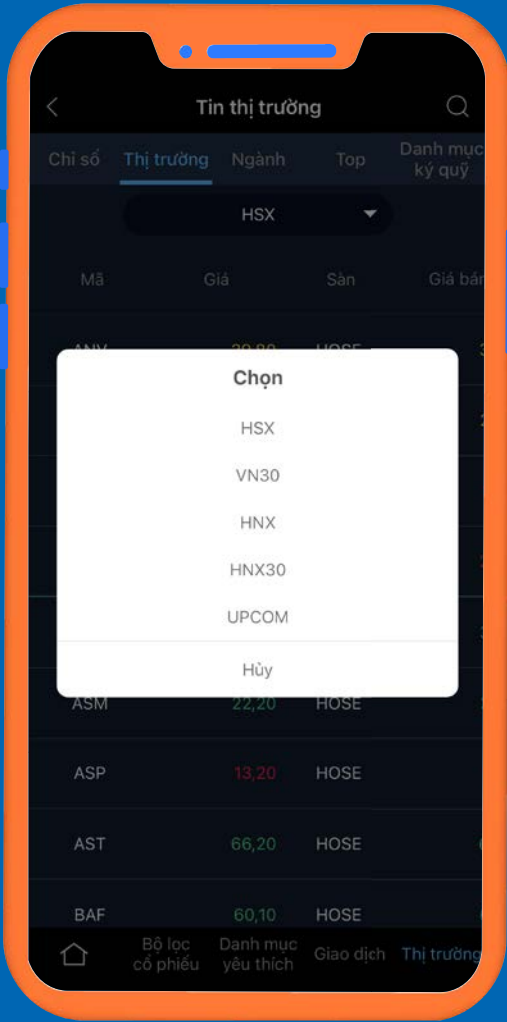 Tin thị trường
Chỉ số Thị trường Ngành Top Danh mục
ký quỹ
HSX
Mã Giá Sàn Giá bán
Chọn
HSX
VN30
HNX
HNX30
UPCOM
Hủy
ASM 22,20 HOSE
ASP 13,20 HOSE
AST 66,20 HOSE
BAF 60,10 HOSE
Bộ lọc
cổ phiếu
Danh mục
yêu thích
Giao dịch
Thị trường